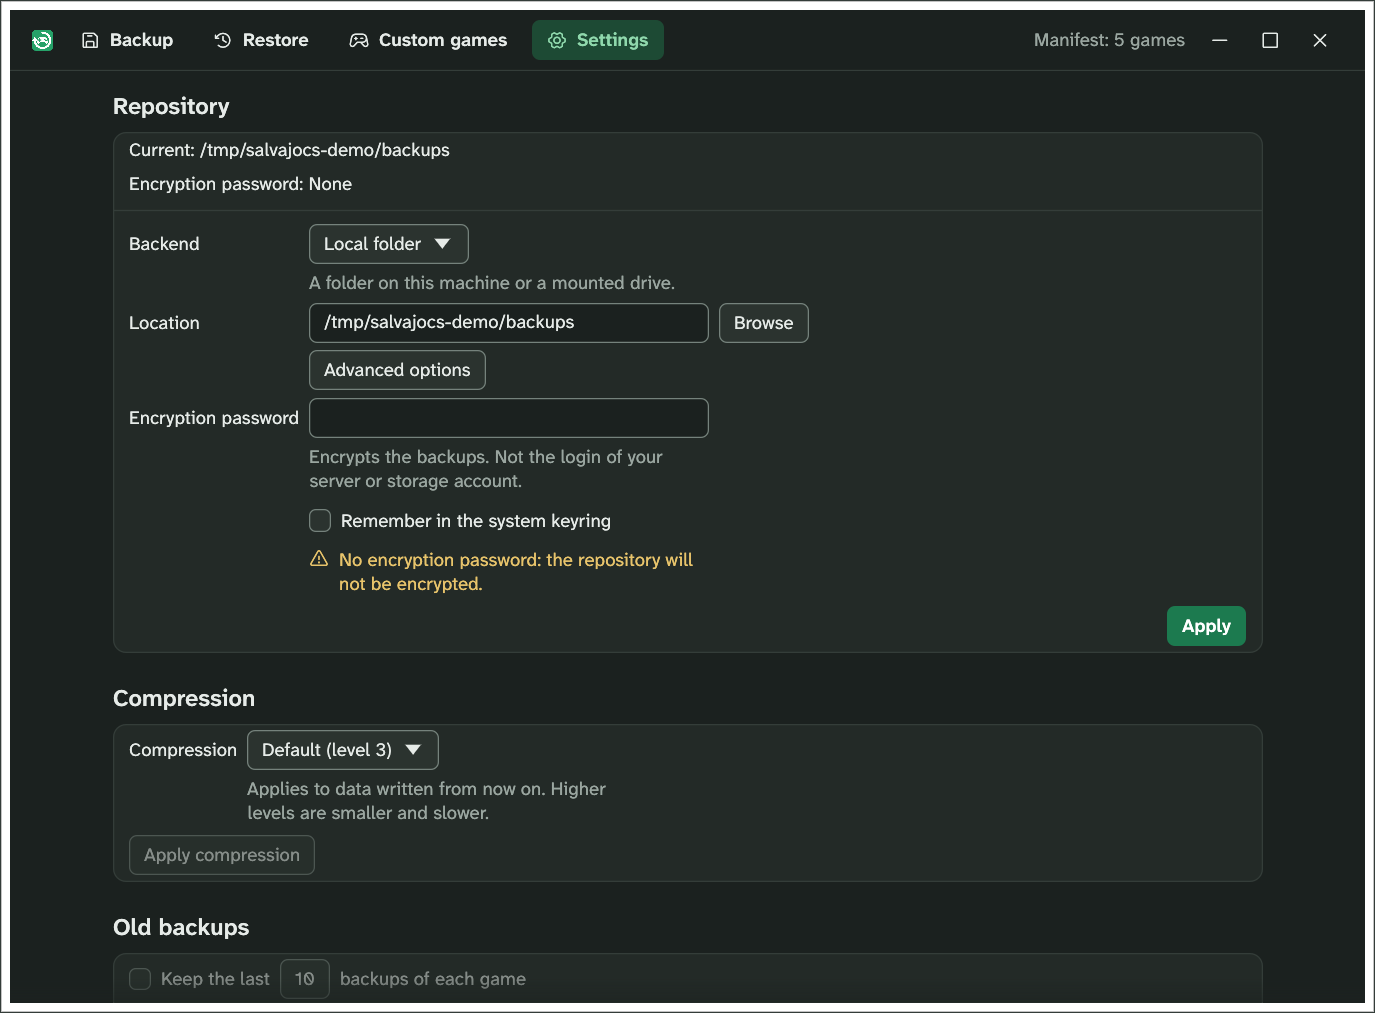 Backup
Restore
Custom games
Settings
Manifest: 5 games
Repository
Current: /tmp/salvajocs-demo/backups
Encryption password: None
Backend
Local folder
A folder on this machine or a mounted drive.
Location
/tmp/salvajocs-demo/backups
Browse
Advanced options
Encryption password
Encrypts the backups. Not the login of your
server or storage account.
Remember in the system keyring
No encryption password: the repository will
not be encrypted.
Apply
Compression
Compression
Default (level 3)
Applies to data written from now on. Higher
levels are smaller and slower.
Apply compression
Old backups
Keep the last 10 backups of each game